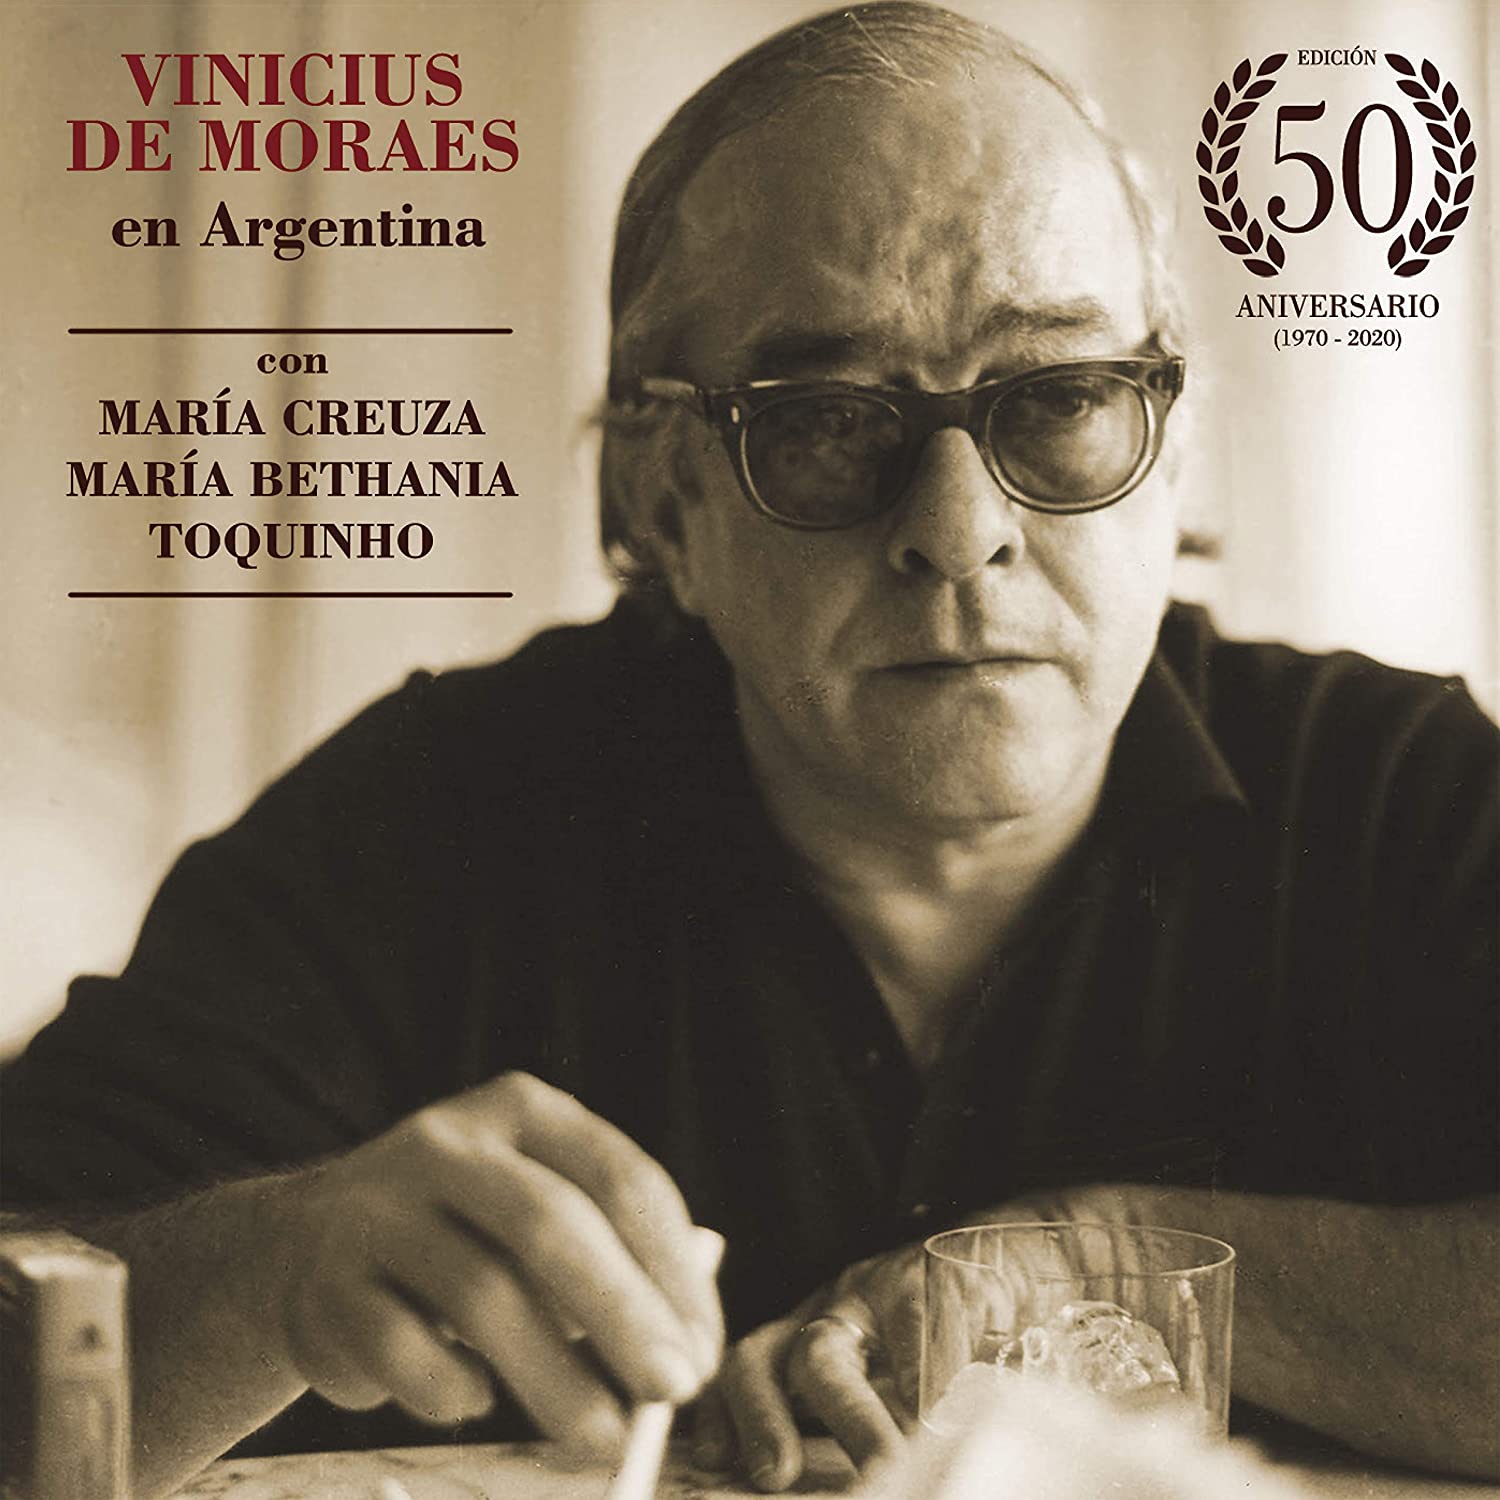 VINICIUS
DE MORAES
en Argentina
con
MARÍA CREUZA
MARÍA BETHANIA
TOQUINHO
EDICIÓN
50
ANIVERSARIO
(1970 - 2020)